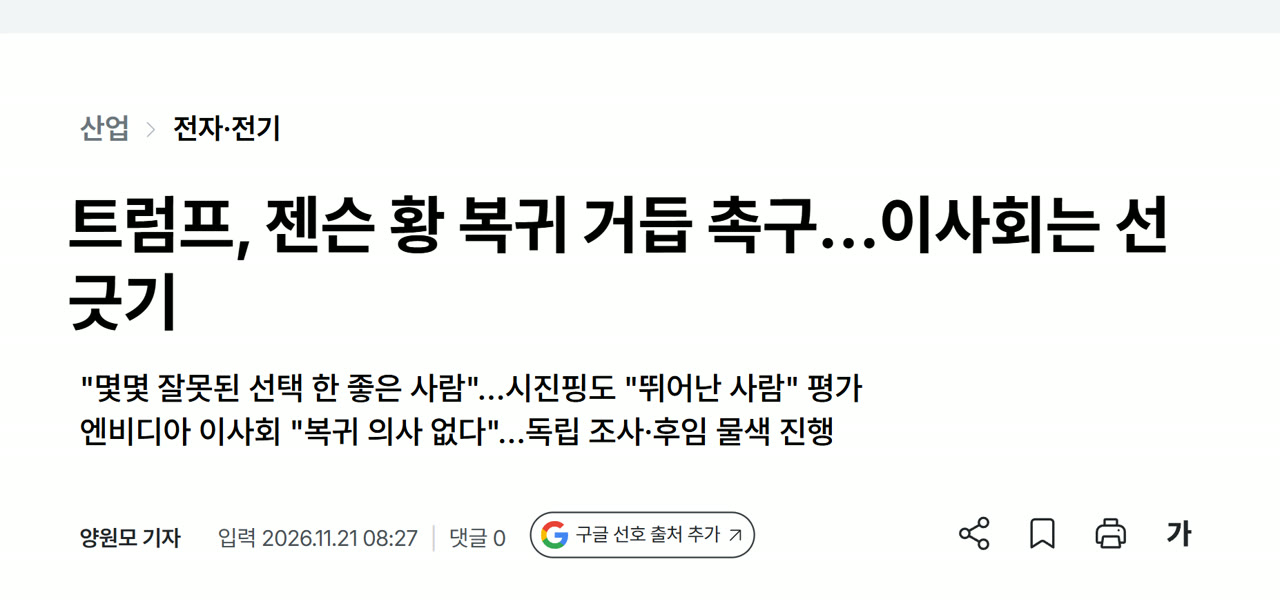 산업 > 전자·전기
트럼프, 젠슨 황 복귀 거듭 촉구…이사회는 선
긋기
"몇몇 잘못된 선택 한 좋은 사람"…시진핑도 "뛰어난 사람" 평가
엔비디아 이사회 "복귀 의사 없다"…독립 조사·후임 물색 진행
양원모 기자 입력 2026.11.21 08:27 댓글 0 구글 선호 출처 추가 가